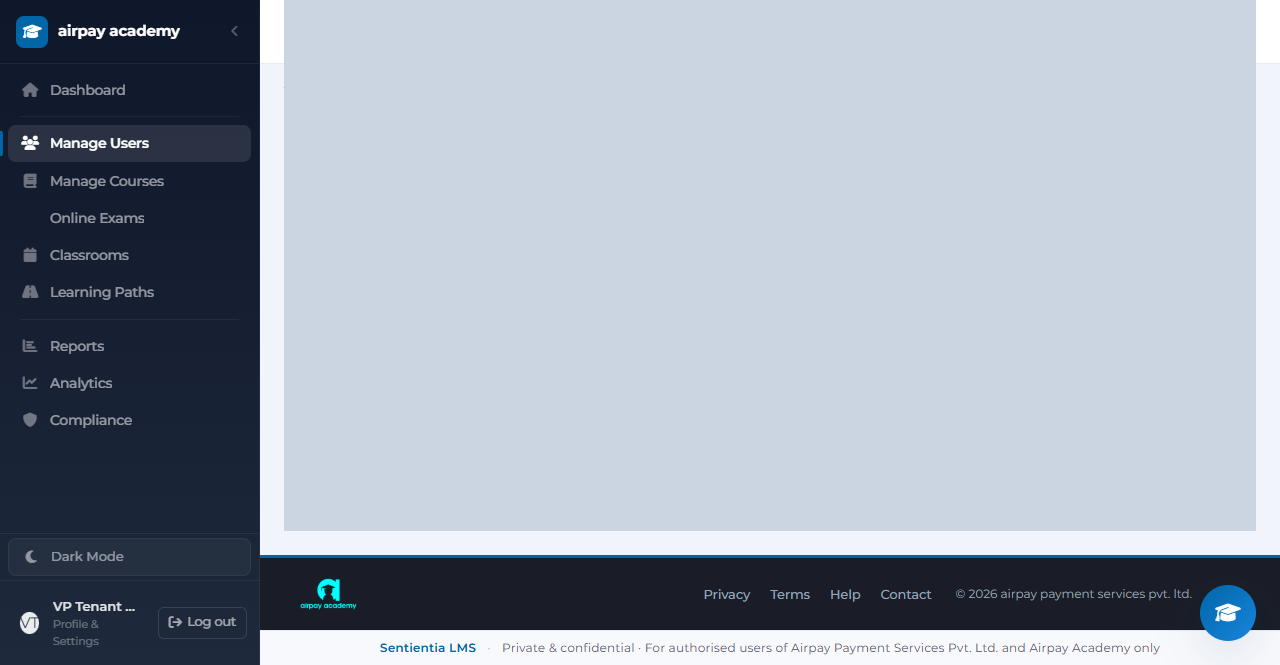 airpay academy
Dashboard
Manage Users
Manage Courses
Online Exams
Classrooms
Learning Paths
Reports
Analytics
Compliance
Dark Mode
VT
VP Tenant ...
Profile &
Settings
Log out
airpay academy
Privacy
Terms
Help
Contact
© 2026 airpay payment services pvt. ltd.
Sentientia LMS · Private & confidential · For authorised users of Airpay Payment Services Pvt. Ltd. and Airpay Academy only